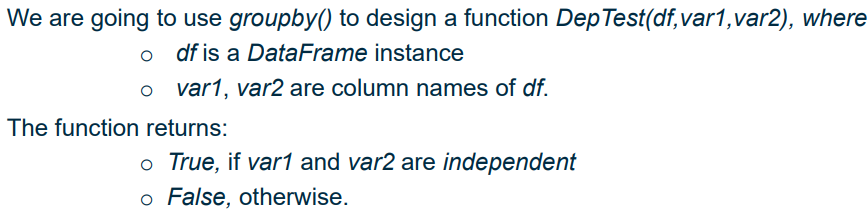 We are going to use groupby() to design a function DepTest(df,var1,var2), where
o df is a DataFrame instance
o var1, var2 are column names of df.
The function returns:
o True, if var1 and var2 are independent
o False, otherwise.